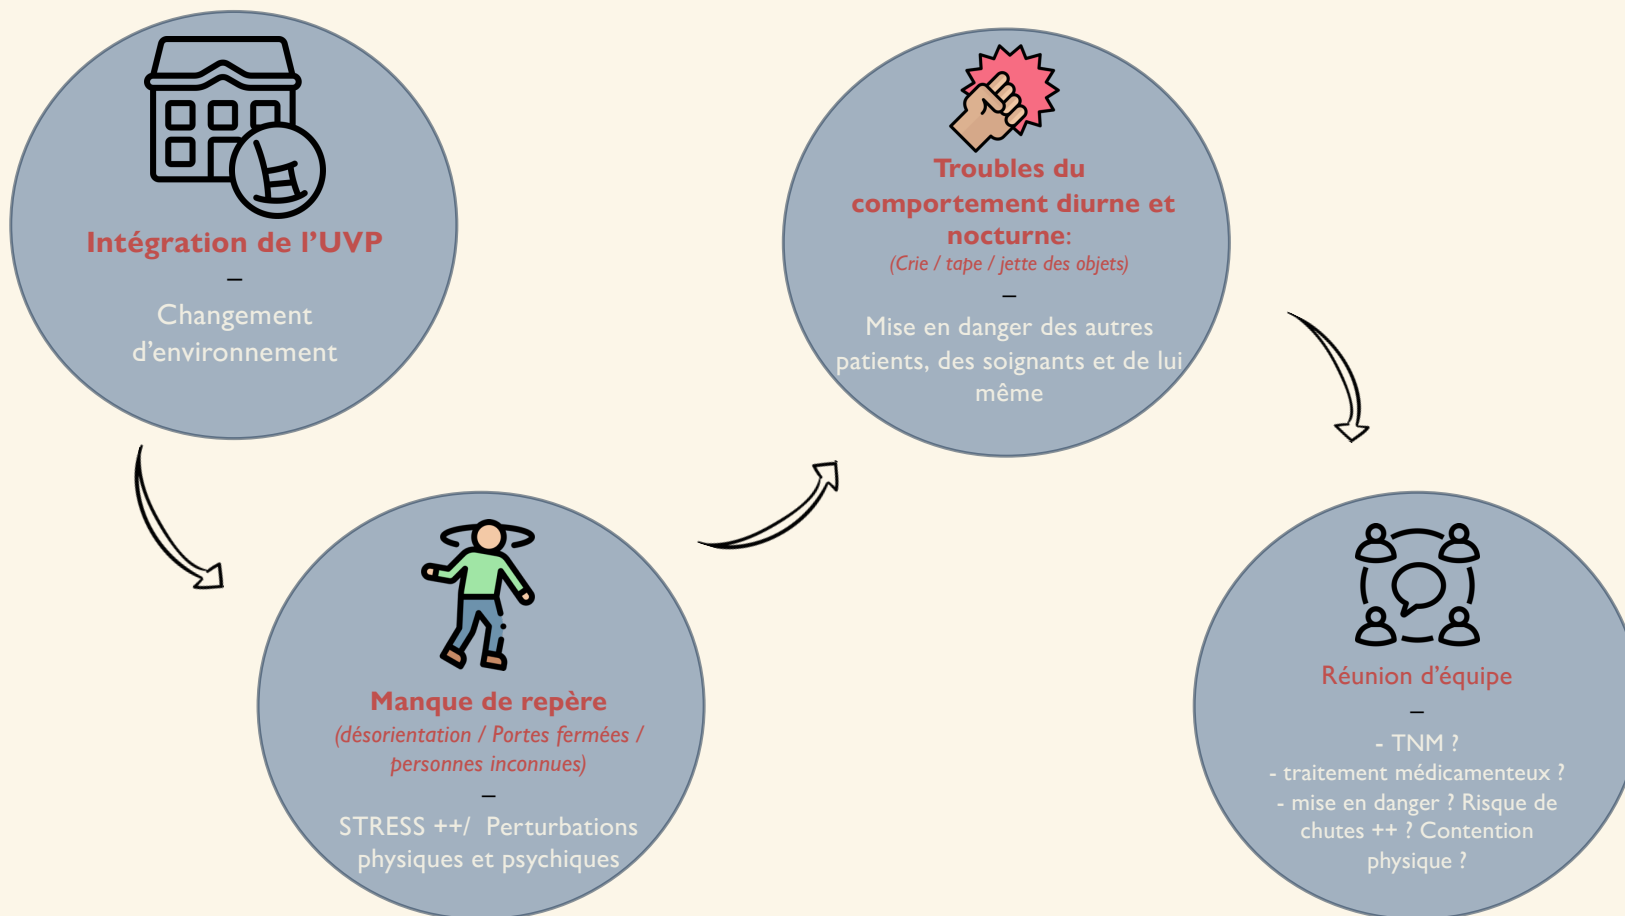 Intégration de l'UVP
–
Changement
d'environnement
Manque de repère
(désorientation / Portes fermées /
personnes inconnues)
–
STRESS ++/ Perturbations
physiques et psychiques
Troubles du
comportement diurne et
nocturne:
(Crie / tape / jette des objets)
–
Mise en danger des autres
patients, des soignants et de lui
même
Réunion d'équipe
–
- TNM ?
- traitement médicamenteux ?
- mise en danger ? Risque de
chutes ++ ? Contention
physique ?